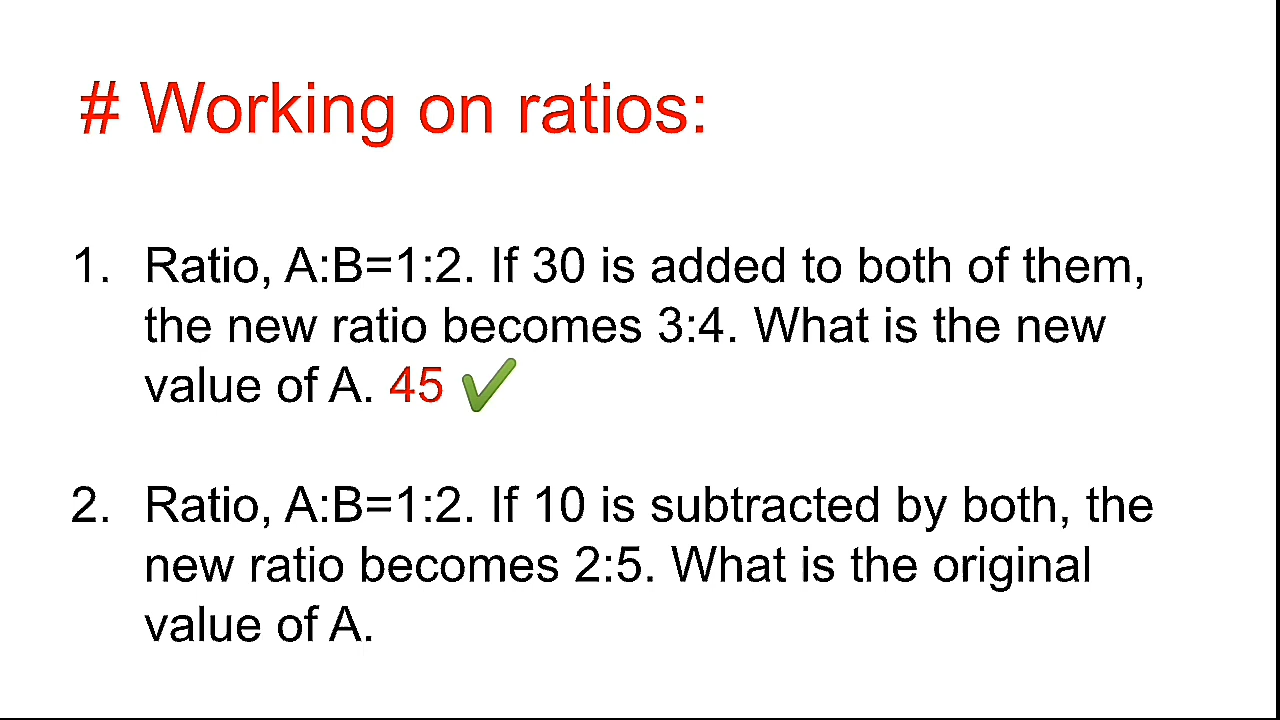 # Working on ratios:
1. Ratio, A:B=1:2. If 30 is added to both of them,
the new ratio becomes 3:4. What is the new
value of A. 45 ✔
2. Ratio, A:B=1:2. If 10 is subtracted by both, the
new ratio becomes 2:5. What is the original
value of A.